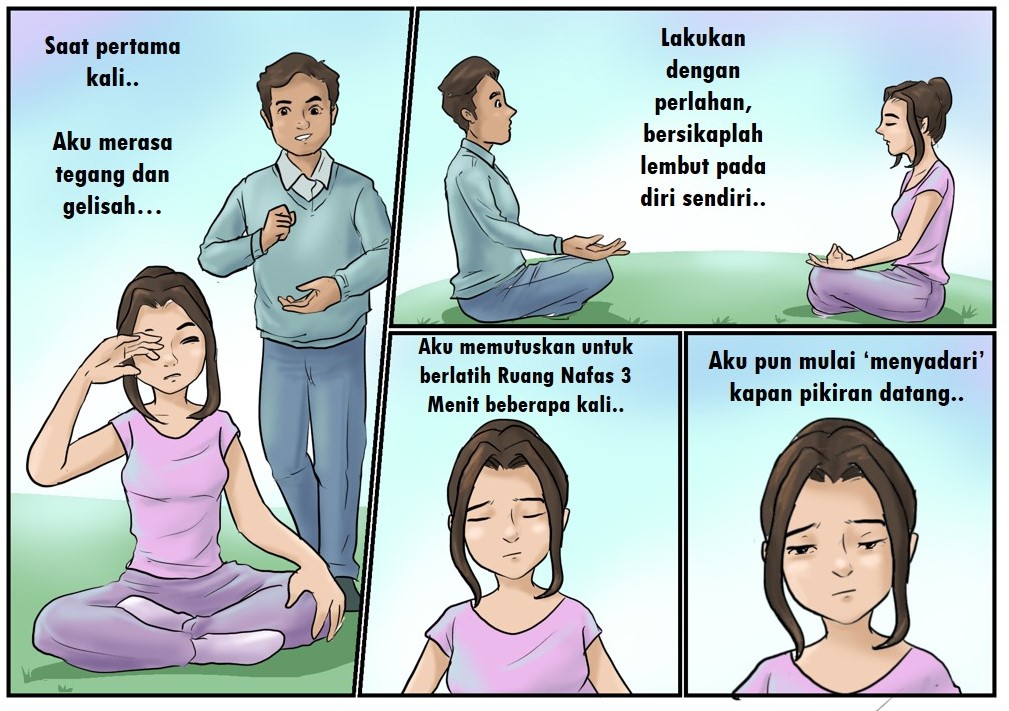 Saat pertama
kali..
Aku merasa
tegang dan
gelisah...
Lakukan
dengan
perlahan,
bersikaplah
lembut pada
diri sendiri..
Aku memutuskan untuk
berlatih Ruang Nafas 3
Menit beberapa kali..
Aku pun mulai ‘menyadari’
kapan pikiran datang..